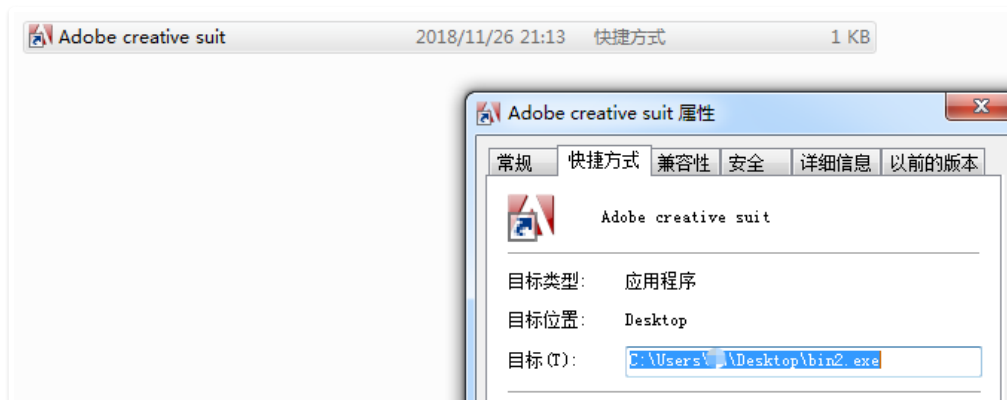 Adobe creative suit 2018/11/26 21:13 快捷方式 1 KB
Adobe creative suit 属性
常规 快捷方式 兼容性 安全 详细信息 以前的版本
Adobe creative suit
目标类型: 应用程序
目标位置: Desktop
目标(T): C:\Users\ \Desktop\bin2.exe